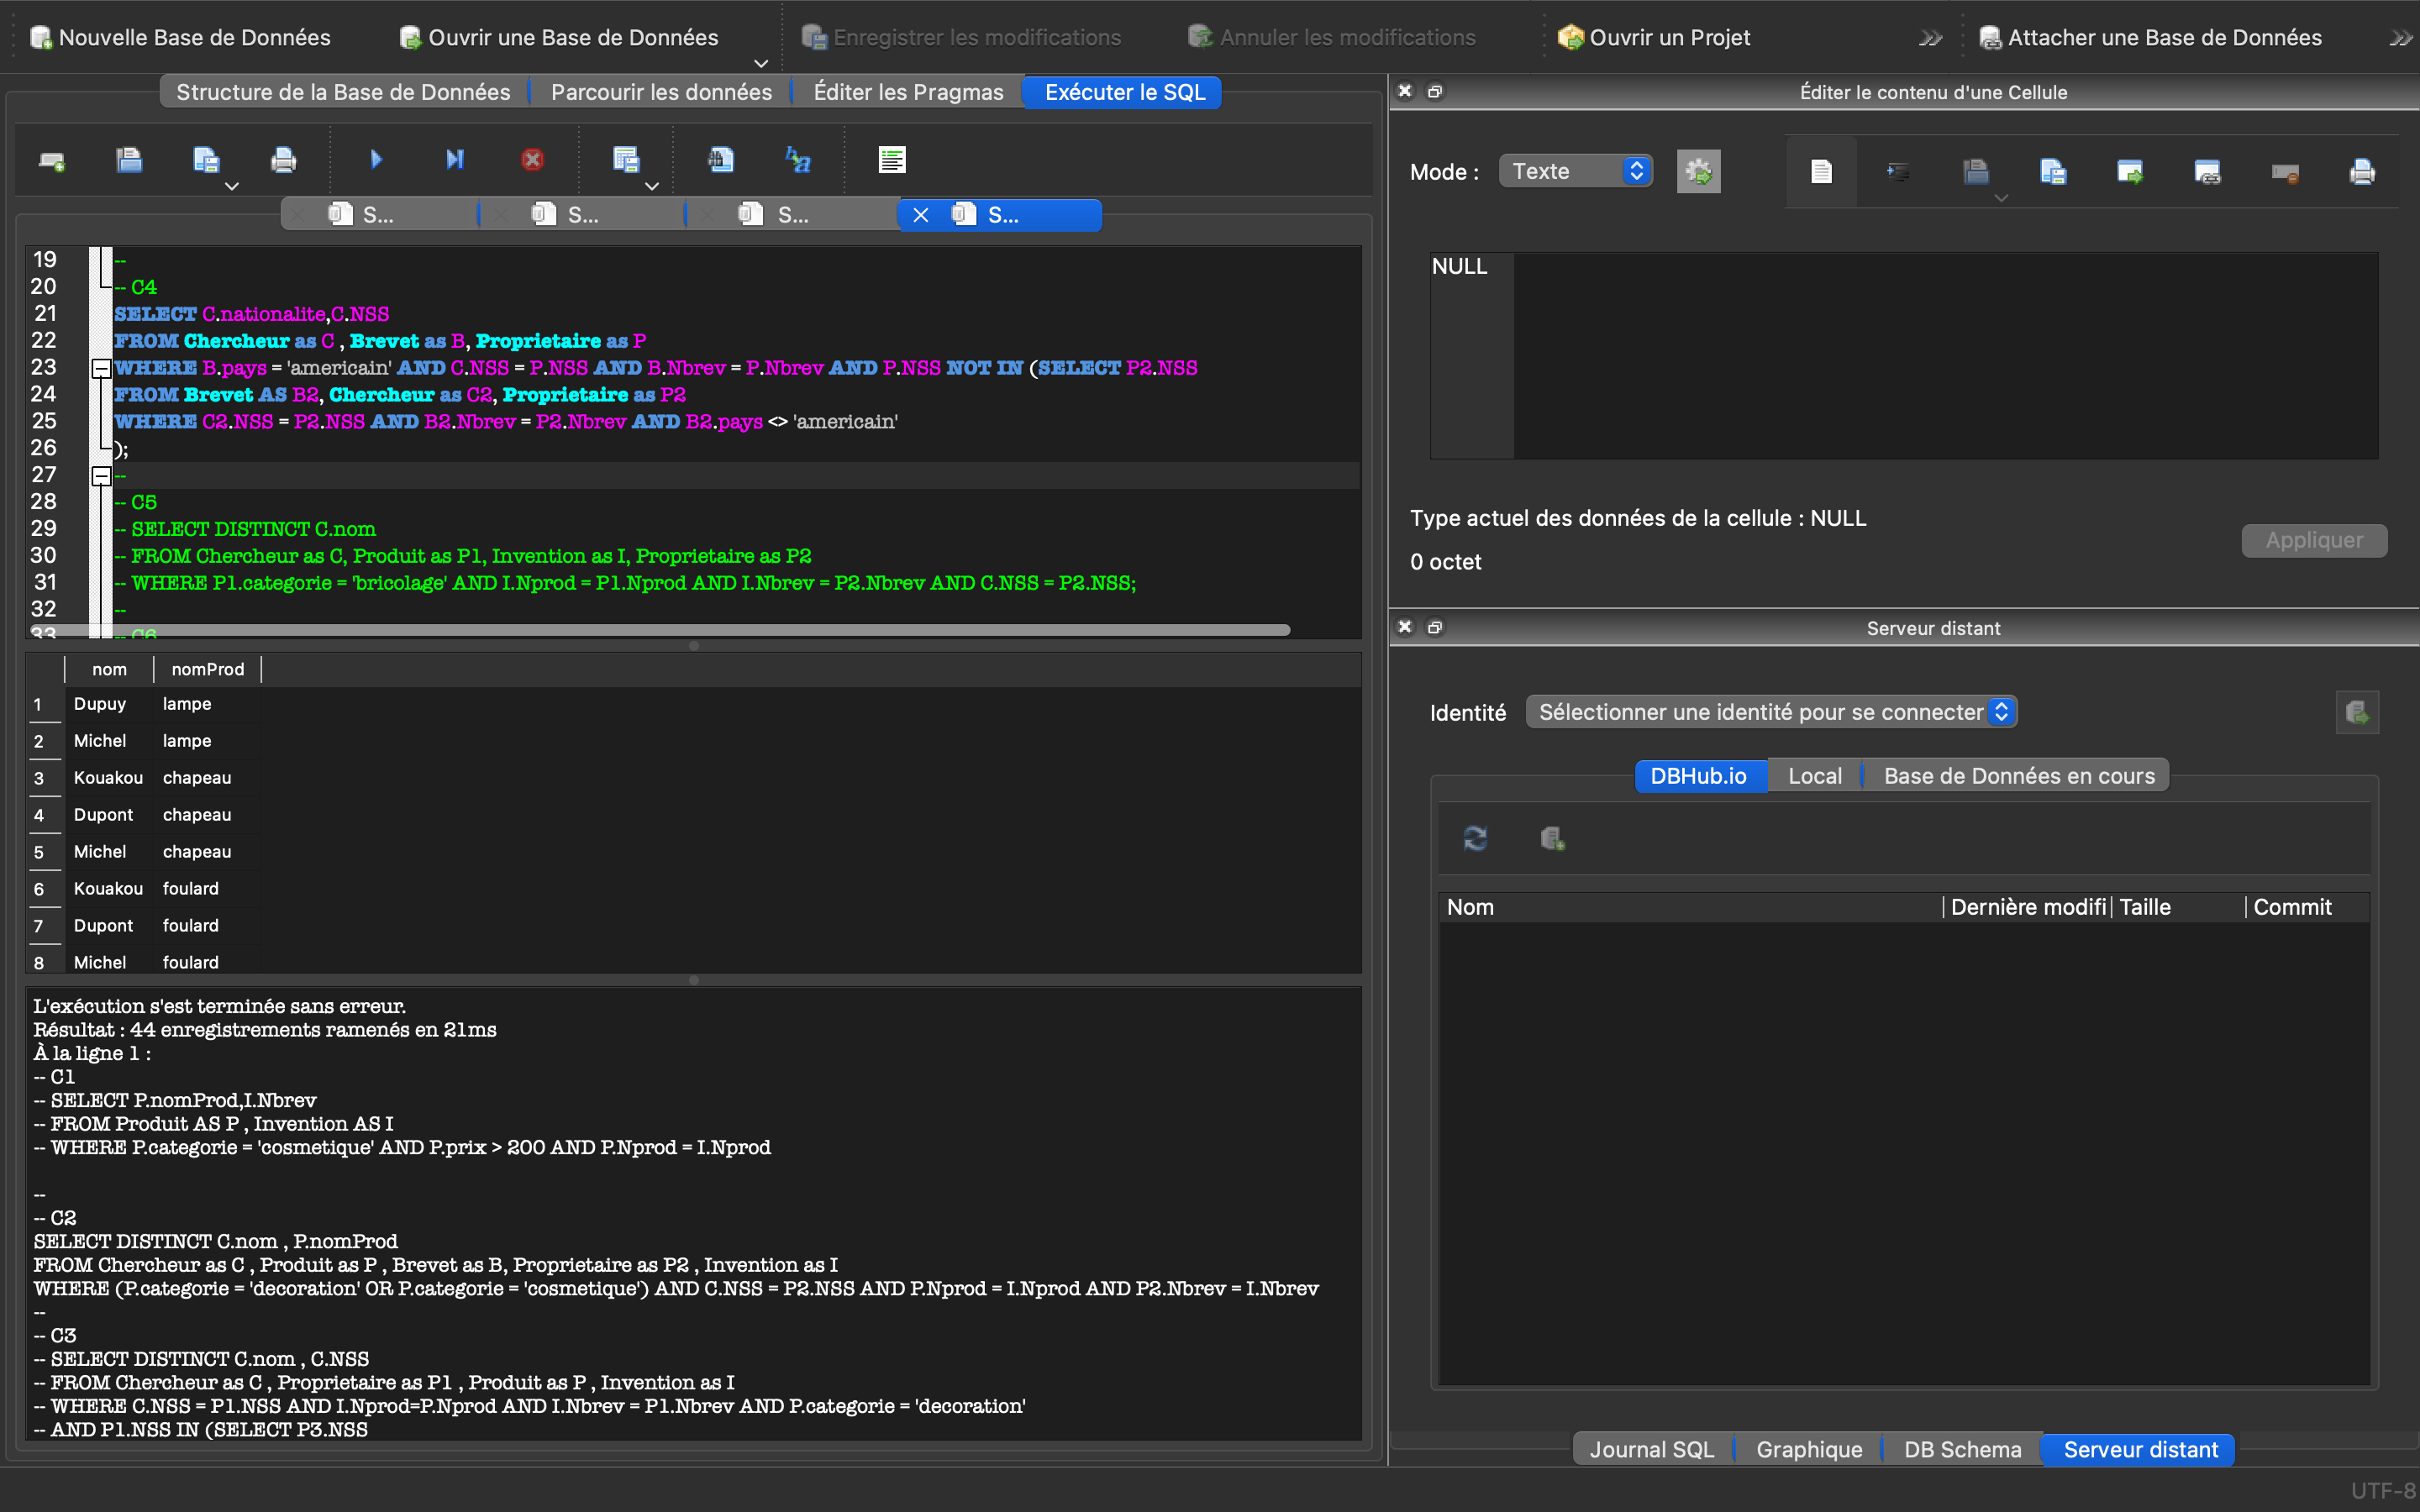 Nouvelle Base de Données
Ouvrir une Base de Données
Enregistrer les modifications
Annuler les modifications
Ouvrir un Projet
Attacher une Base de Données
Structure de la Base de Données
Parcourir les données
Éditer les Pragmas
Exécuter le SQL
S...
S...
S...
S...
19 --
20 -- C4
21 SELECT C.nationalite,C.NSS
22 FROM Chercheur as C , Brevet as B, Proprietaire as P
23 WHERE B.pays = 'americain' AND C.NSS = P.NSS AND B.Nbrev = P.Nbrev AND P.NSS NOT IN (SELECT P2.NSS
24 FROM Brevet AS B2, Chercheur as C2, Proprietaire as P2
25 WHERE C2.NSS = P2.NSS AND B2.Nbrev = P2.Nbrev AND B2.pays <> 'americain'
26 );
27 --
28 -- C5
29 -- SELECT DISTINCT C.nom
30 -- FROM Chercheur as C, Produit as P1, Invention as I, Proprietaire as P2
31 -- WHERE P1.categorie = 'bricolage' AND I.Nprod = P1.Nprod AND I.Nbrev = P2.Nbrev AND C.NSS = P2.NSS;
32 --
33 -- C6
nom nomProd
1 Dupuy lampe
2 Michel lampe
3 Kouakou chapeau
4 Dupont chapeau
5 Michel chapeau
6 Kouakou foulard
7 Dupont foulard
8 Michel foulard
L'exécution s'est terminée sans erreur.
Résultat : 44 enregistrements ramenés en 21ms
À la ligne 1 :
-- C1
-- SELECT P.nomProd,I.Nbrev
-- FROM Produit AS P , Invention AS I
-- WHERE P.categorie = 'cosmetique' AND P.prix > 200 AND P.Nprod = I.Nprod
--
-- C2
SELECT DISTINCT C.nom , P.nomProd
FROM Chercheur as C , Produit as P , Brevet as B, Proprietaire as P2 , Invention as I
WHERE (P.categorie = 'decoration' OR P.categorie = 'cosmetique') AND C.NSS = P2.NSS AND P.Nprod = I.Nprod AND P2.Nbrev = I.Nbrev
--
-- C3
-- SELECT DISTINCT C.nom , C.NSS
-- FROM Chercheur as C , Proprietaire as P1 , Produit as P , Invention as I
-- WHERE C.NSS = P1.NSS AND I.Nprod=P.Nprod AND I.Nbrev = P1.Nbrev AND P.categorie = 'decoration'
-- AND P1.NSS IN (SELECT P3.NSS
Éditer le contenu d'une Cellule
Mode :
Texte
NULL
Type actuel des données de la cellule : NULL
0 octet
Appliquer
Serveur distant
Identité
Sélectionner une identité pour se connecter
DBHub.io
Local
Base de Données en cours
Nom
Dernière modifi
Taille
Commit
Journal SQL
Graphique
DB Schema
Serveur distant
UTF-8